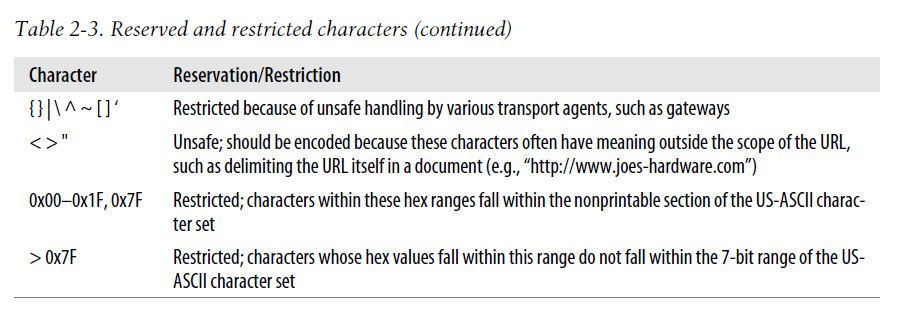 Table 2-3. Reserved and restricted characters (continued)
Character Reservation/Restriction
{ } | \ ^ ~ [ ] ‘ Restricted because of unsafe handling by various transport agents, such as gateways
< > " Unsafe; should be encoded because these characters often have meaning outside the scope of the URL,
such as delimiting the URL itself in a document (e.g., “http://www.joes-hardware.com”)
0x00–0x1F, 0x7F Restricted; characters within these hex ranges fall within the nonprintable section of the US-ASCII charac-
ter set
> 0x7F Restricted; characters whose hex values fall within this range do not fall within the 7-bit range of the US-
ASCII character set